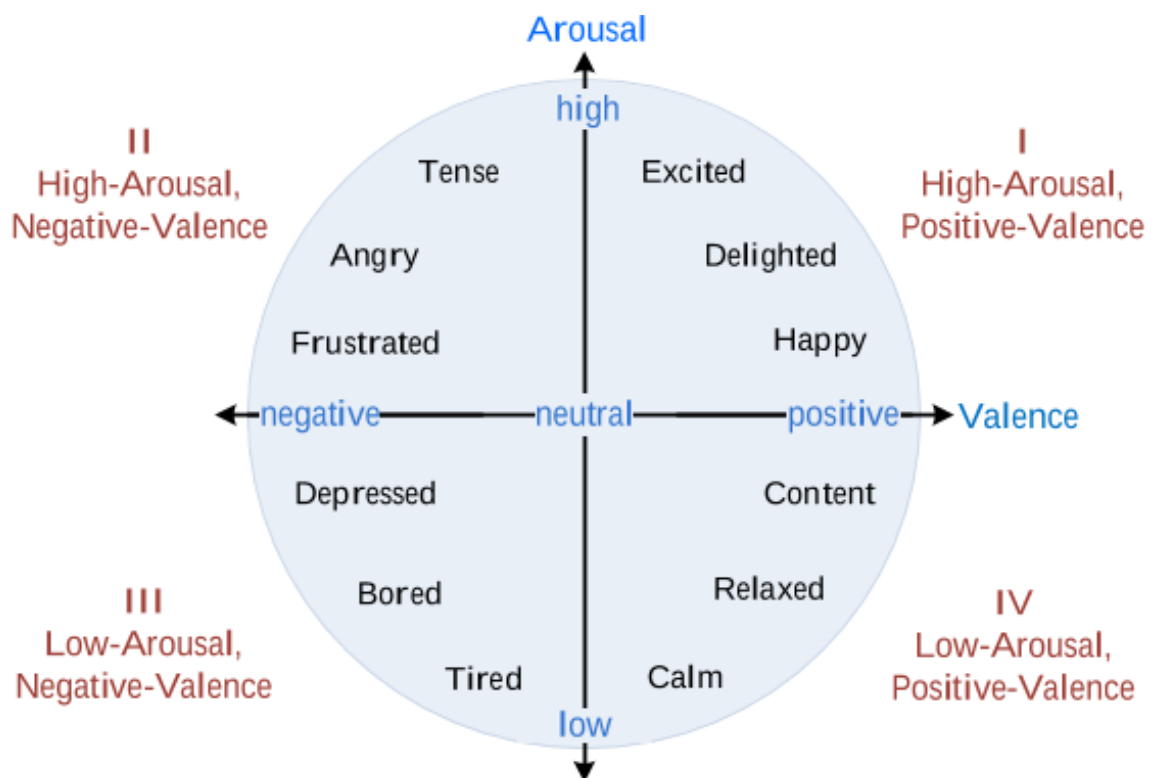 Arousal
high
II
High-Arousal,
Negative-Valence
I
High-Arousal,
Positive-Valence
Tense
Excited
Angry
Delighted
Frustrated
Happy
negative
neutral
positive
Valence
Depressed
Content
Bored
Relaxed
III
Low-Arousal,
Negative-Valence
IV
Low-Arousal,
Positive-Valence
Tired
Calm
low